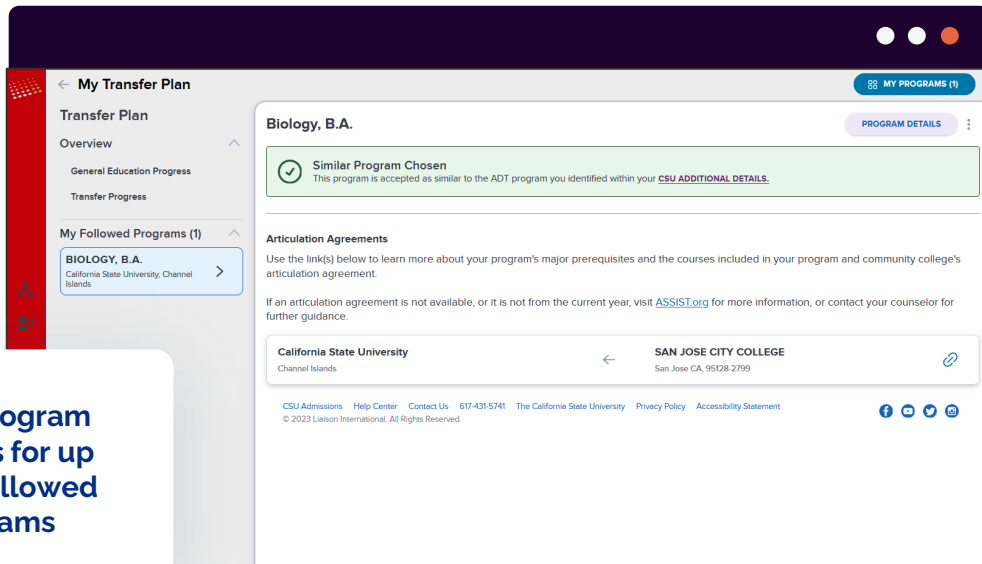 My Transfer Plan
MY PROGRAMS (1)
Transfer Plan
Overview
General Education Progress
Transfer Progress
My Followed Programs (1)
BIOLOGY, B.A.
California State University, Channel
Islands
Biology, B.A.
PROGRAM DETAILS
Similar Program Chosen
This program is accepted as similar to the ADT program you identified within your CSU ADDITIONAL DETAILS.
Articulation Agreements
Use the link(s) below to learn more about your program's major prerequisites and the courses included in your program and community college's
articulation agreement.
If an articulation agreement is not available, or it is not from the current year, visit ASSIST.org for more information, or contact your counselor for
further guidance.
California State University
Channel Islands
SAN JOSE CITY COLLEGE
San Jose CA, 95128-2799
CSU Admissions Help Center Contact Us 617-431-5741 The California State University Privacy Policy Accessibility Statement
© 2023 Liaison International. All Rights Reserved.
ogram
s for up
llowed
ams